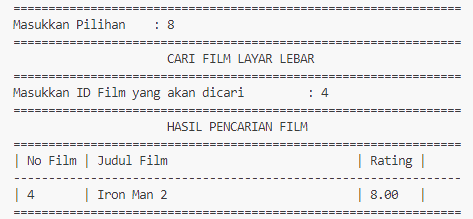 ================================================================
Masukkan Pilihan    : 8
================================================================
                      CARI FILM LAYAR LEBAR
================================================================
Masukkan ID Film yang akan dicari         : 4
================================================================
                      HASIL PENCARIAN FILM
================================================================
| No Film | Judul Film                           | Rating |
----------------------------------------------------------------
| 4       | Iron Man 2                           | 8.00   |
================================================================